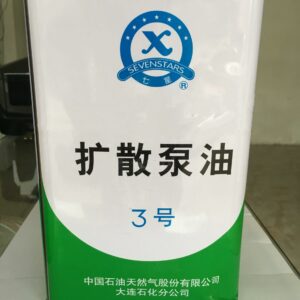 X
SEVENSTARS
七星
®
扩散泵油
3号
中国石油天然气股份有限公司
大连石化分公司